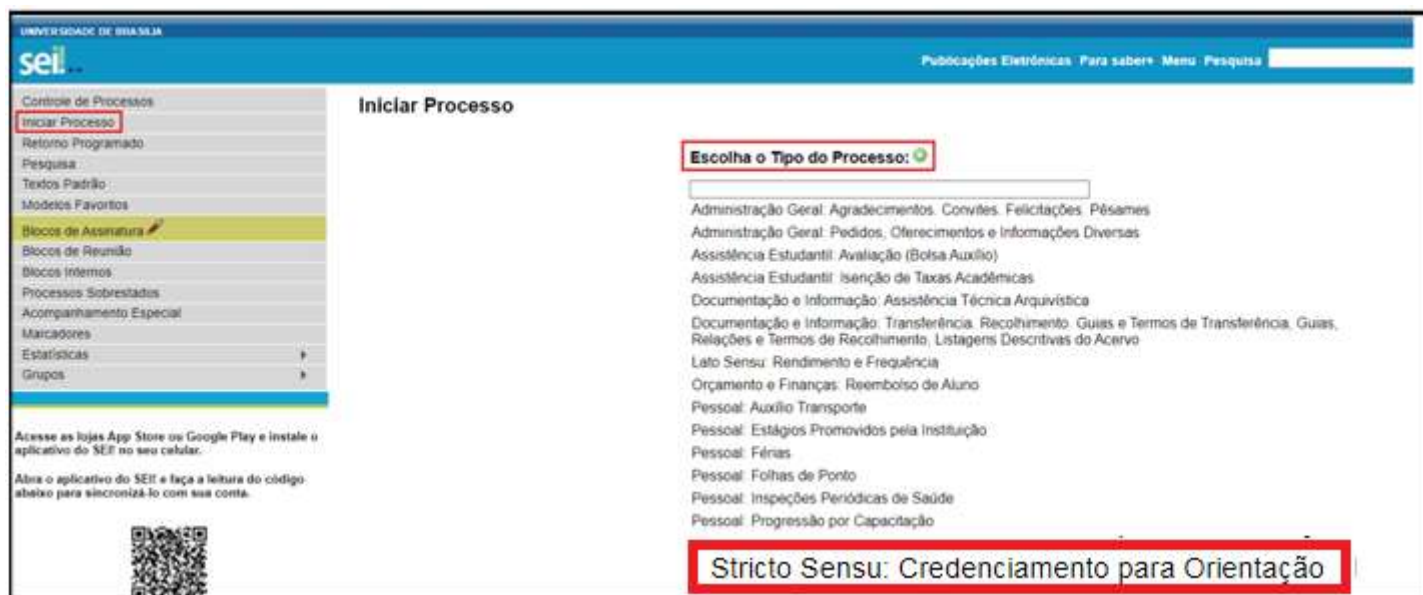 UNIVERSIDADE DE BRASÍLIA
sei!
Publicações Eletrônicas Para saber+ Menu Pesquisa
Controle de Processos
Iniciar Processo
Retorno Programado
Pesquisa
Textos Padrão
Modelos Favoritos
Blocos de Assinatura
Blocos de Reunião
Blocos Internos
Processos Sobrestados
Acompanhamento Especial
Marcadores
Estatísticas
Grupos
Acesse as lojas App Store ou Google Play e instale o
aplicativo do SEI! no seu celular.
Abra o aplicativo do SEI! e faça a leitura do código
abaixo para sincronizá-lo com sua conta.
Iniciar Processo
Escolha o Tipo do Processo:
Administração Geral: Agradecimentos. Convites. Felicitações. Pêsames
Administração Geral: Pedidos, Oferecimentos e Informações Diversas
Assistência Estudantil: Avaliação (Bolsa Auxílio)
Assistência Estudantil: Isenção de Taxas Acadêmicas
Documentação e Informação: Assistência Técnica Arquivística
Documentação e Informação: Transferência. Recolhimento. Guias e Termos de Transferência, Guias,
Relações e Termos de Recolhimento, Listagens Descritivas do Acervo
Lato Sensu: Rendimento e Frequência
Orçamento e Finanças: Reembolso de Aluno
Pessoal: Auxílio Transporte
Pessoal: Estágios Promovidos pela Instituição
Pessoal: Férias
Pessoal: Folhas de Ponto
Pessoal: Inspeções Periódicas de Saúde
Pessoal: Progressão por Capacitação
Stricto Sensu: Credenciamento para Orientação